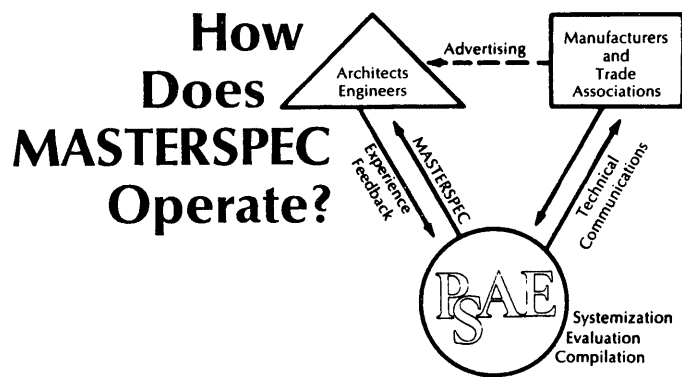 How
Does
MASTERSPEC
Operate?
Architects
Engineers
Advertising
Manufacturers
and
Trade
Associations
MASTERSPEC
Experience
Feedback
Technical
Communications
PSAE
Systemization
Evaluation
Compilation